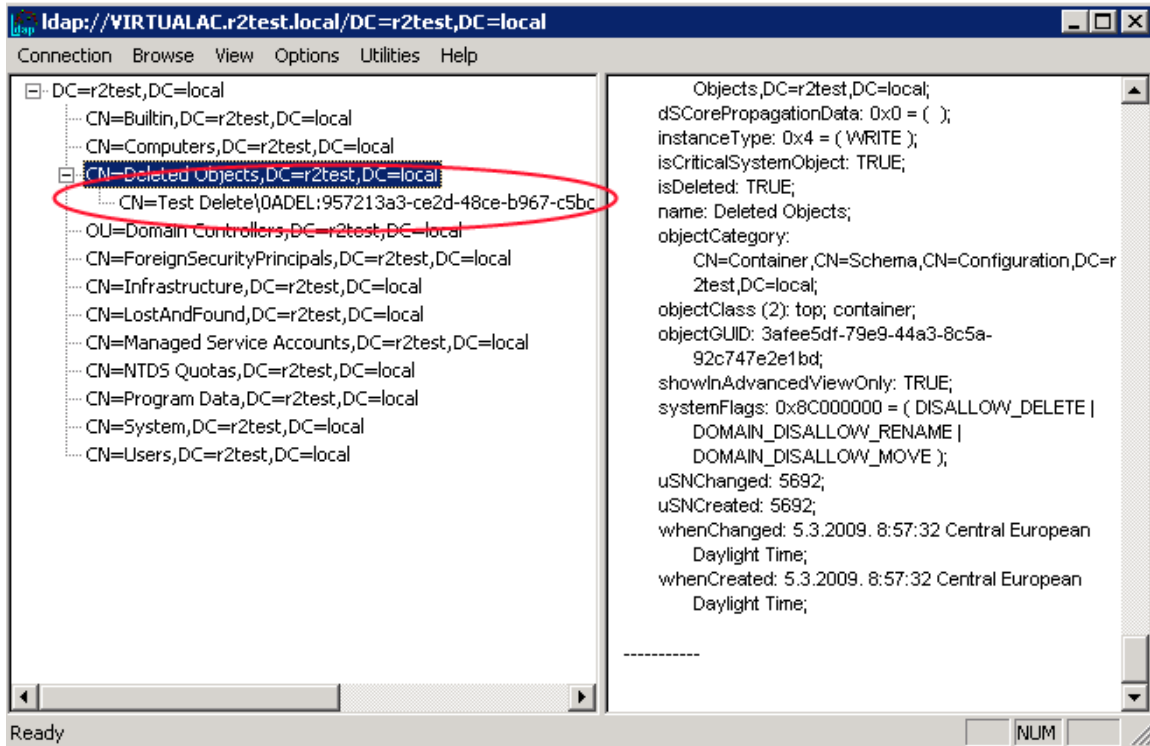 ldap://VIRTUALAC.r2test.local/DC=r2test,DC=local
Connection Browse View Options Utilities Help
DC=r2test,DC=local
CN=Builtin,DC=r2test,DC=local
CN=Computers,DC=r2test,DC=local
CN=Deleted Objects,DC=r2test,DC=local
CN=Test Delete\0ADEL:957213a3-ce2d-48ce-b967-c5bc
OU=Domain Controllers,DC=r2test,DC=local
CN=ForeignSecurityPrincipals,DC=r2test,DC=local
CN=Infrastructure,DC=r2test,DC=local
CN=LostAndFound,DC=r2test,DC=local
CN=Managed Service Accounts,DC=r2test,DC=local
CN=NTDS Quotas,DC=r2test,DC=local
CN=Program Data,DC=r2test,DC=local
CN=System,DC=r2test,DC=local
CN=Users,DC=r2test,DC=local
Objects,DC=r2test,DC=local;
dSCorePropagationData: 0x0 = ( );
instanceType: 0x4 = ( WRITE );
isCriticalSystemObject: TRUE;
isDeleted: TRUE;
name: Deleted Objects;
objectCategory:
CN=Container,CN=Schema,CN=Configuration,DC=r
2test,DC=local;
objectClass (2): top; container;
objectGUID: 3afee5df-79e9-44a3-8c5a-
92c747e2e1bd;
showInAdvancedViewOnly: TRUE;
systemFlags: 0x8C000000 = ( DISALLOW_DELETE |
DOMAIN_DISALLOW_RENAME |
DOMAIN_DISALLOW_MOVE );
uSNChanged: 5692;
uSNCreated: 5692;
whenChanged: 5.3.2009. 8:57:32 Central European
Daylight Time;
whenCreated: 5.3.2009. 8:57:32 Central European
Daylight Time;
-----------
Ready
NUM